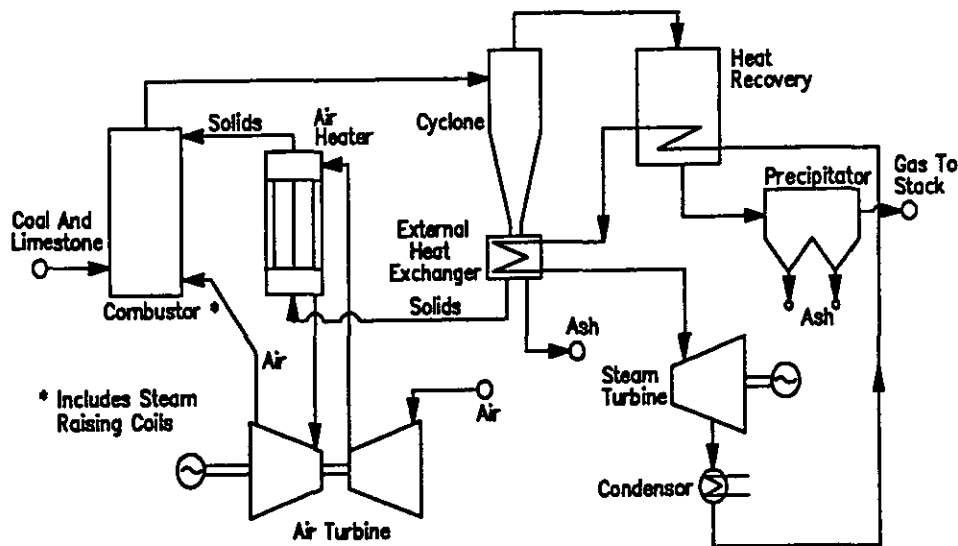 Heat
Recovery
Solids
Air
Heater
Cyclone
Precipitator
Gas To
Stack
Coal And
Limestone
External
Heat
Exchanger
Combustor *
Solids
Ash
Ash
Air
Steam
Turbine
* Includes Steam
Raising Coils
Air
Condensor
Air Turbine